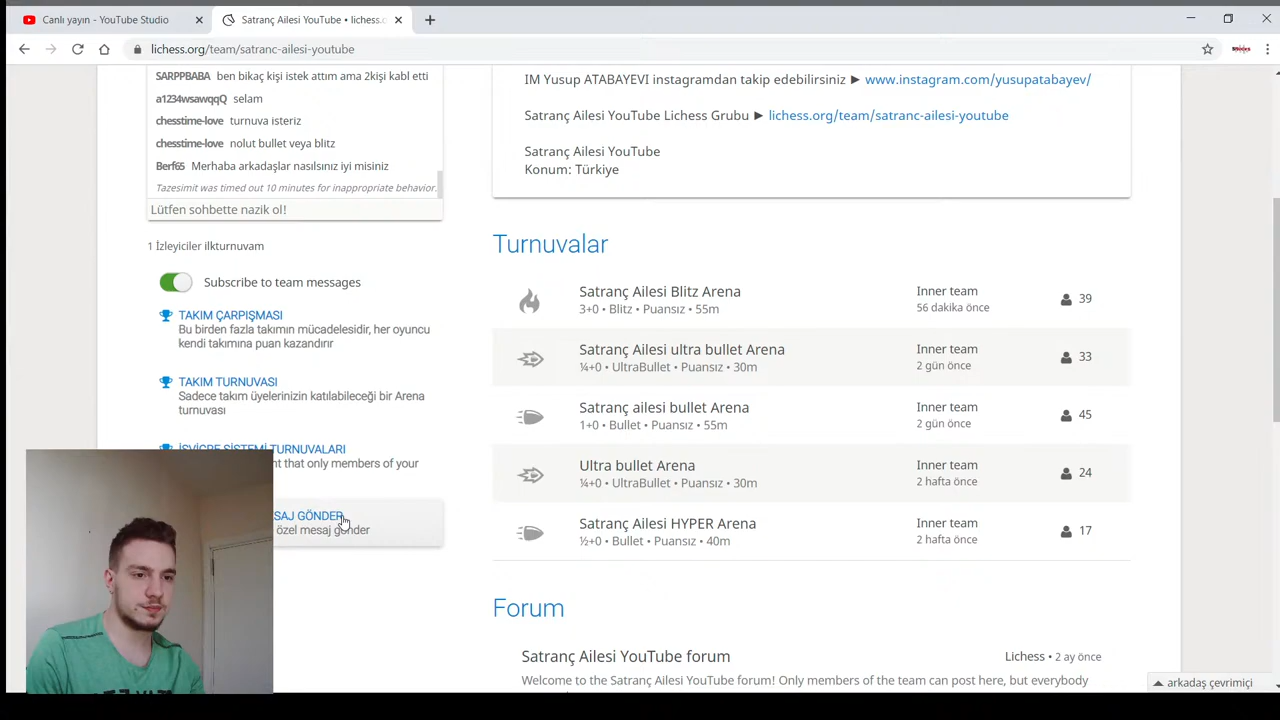 Canlı yayın - YouTube Studio
Satranç Ailesi YouTube • lichess.o
lichess.org/team/satranc-ailesi-youtube
SARPPBABA ben bikaç kişi istek attım ama 2kişi kabl etti
a1234wsawqqQ selam
chesstime-love turnuva isteriz
chesstime-love nolut bullet veya blitz
Berf65 Merhaba arkadaşlar nasılsınız iyi misiniz
Tazesimit was timed out 10 minutes for inappropriate behavior.
Lütfen sohbette nazik ol!
1 İzleyiciler ilkturnuvam
Subscribe to team messages
TAKIM ÇARPIŞMASI
Bu birden fazla takımın mücadelesidir, her oyuncu
kendi takımına puan kazandırır
TAKIM TURNUVASI
Sadece takım üyelerinizin katılabileceği bir Arena
turnuvası
İSVİÇRE SİSTEMİ TURNUVALARI
nt that only members of your
SAJ GÖNDER
özel mesaj gönder
IM Yusup ATABAYEVI instagramdan takip edebilirsiniz ► www.instagram.com/yusupatabayev/
Satranç Ailesi YouTube Lichess Grubu ► lichess.org/team/satranc-ailesi-youtube
Satranç Ailesi YouTube
Konum: Türkiye
Turnuvalar
Satranç Ailesi Blitz Arena
3+0 • Blitz • Puansız • 55m
Inner team
56 dakika önce
39
Satranç Ailesi ultra bullet Arena
¼+0 • UltraBullet • Puansız • 30m
Inner team
2 gün önce
33
Satranç ailesi bullet Arena
1+0 • Bullet • Puansız • 55m
Inner team
2 gün önce
45
Ultra bullet Arena
¼+0 • UltraBullet • Puansız • 30m
Inner team
2 hafta önce
24
Satranç Ailesi HYPER Arena
½+0 • Bullet • Puansız • 40m
Inner team
2 hafta önce
17
Forum
Satranç Ailesi YouTube forum
Lichess • 2 ay önce
Welcome to the Satranç Ailesi YouTube forum! Only members of the team can post here, but everybody
arkadaş çevrimiçi